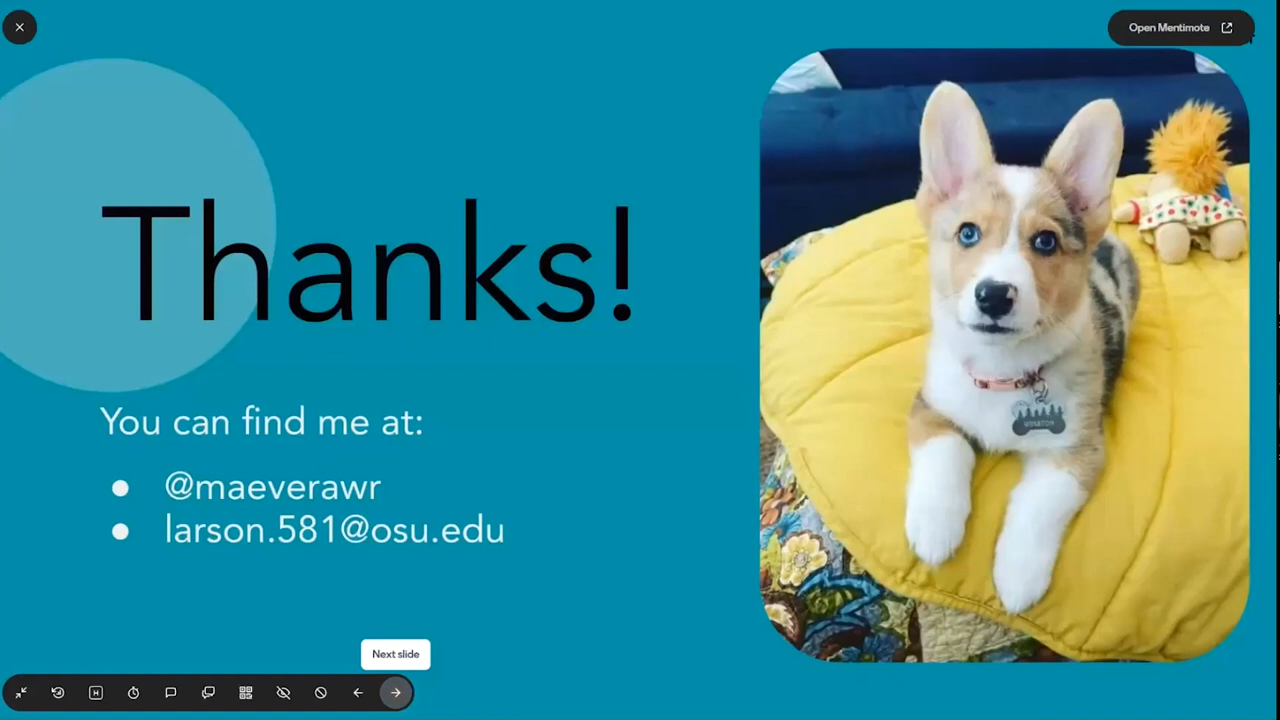 Open Mentimote
Thanks!
You can find me at:
@maeverawr
larson.581@osu.edu
Next slide